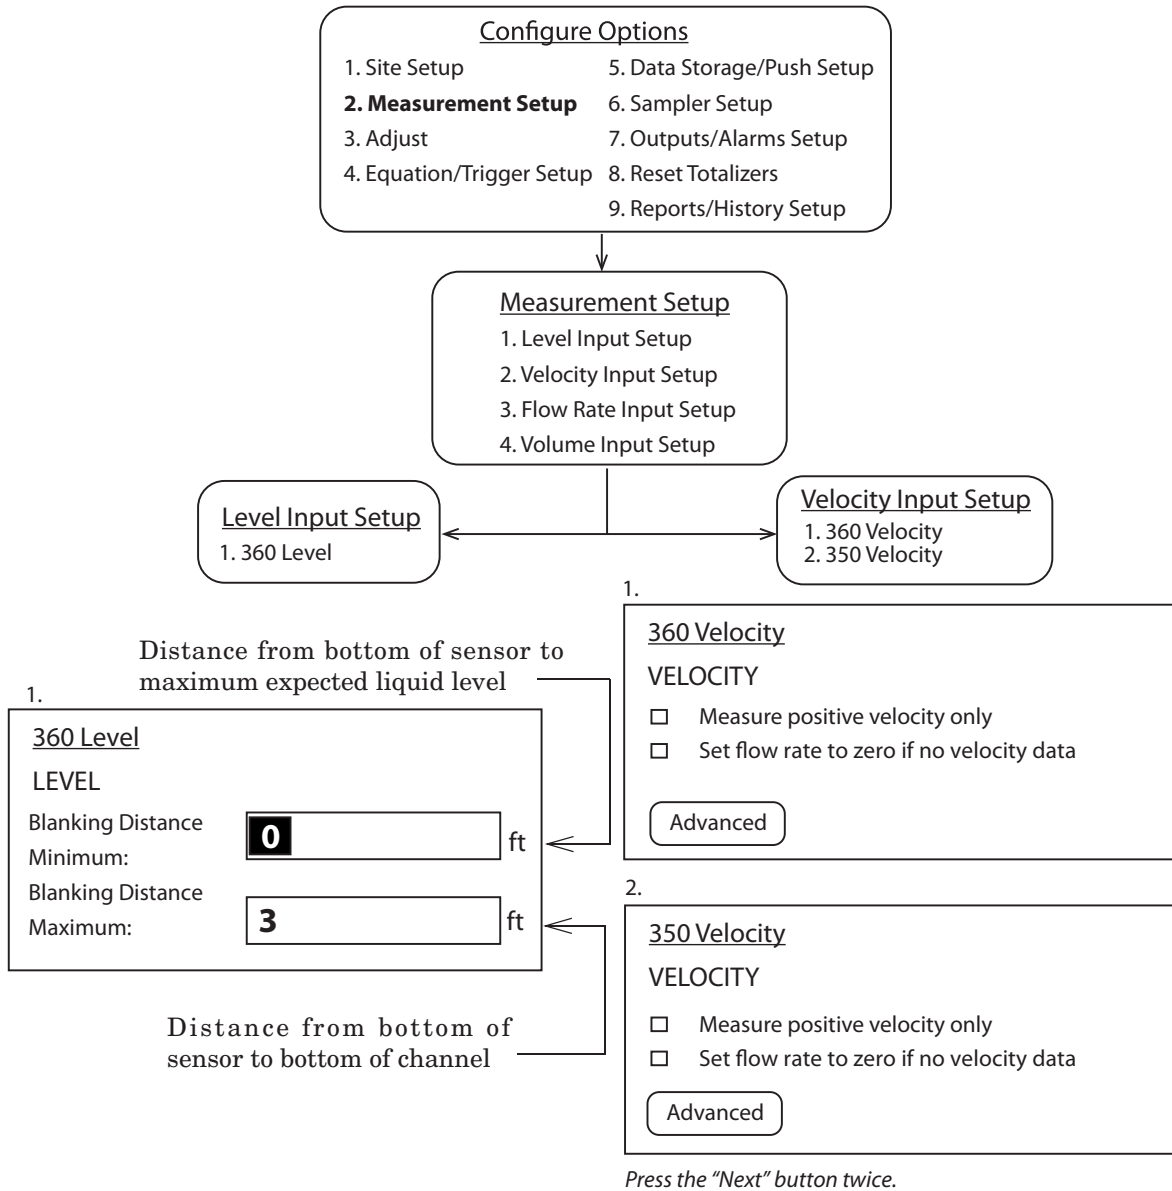 Configure Options
1. Site Setup
2. Measurement Setup
3. Adjust
4. Equation/Trigger Setup
5. Data Storage/Push Setup
6. Sampler Setup
7. Outputs/Alarms Setup
8. Reset Totalizers
9. Reports/History Setup
Measurement Setup
1. Level Input Setup
2. Velocity Input Setup
3. Flow Rate Input Setup
4. Volume Input Setup
Level Input Setup
1. 360 Level
Velocity Input Setup
1. 360 Velocity
2. 350 Velocity
Distance from bottom of sensor to
maximum expected liquid level
1.
360 Level
LEVEL
Blanking Distance
Minimum:
0
ft
Blanking Distance
Maximum:
3
ft
Distance from bottom of
sensor to bottom of channel
1.
360 Velocity
VELOCITY
Measure positive velocity only
Set flow rate to zero if no velocity data
Advanced
2.
350 Velocity
VELOCITY
Measure positive velocity only
Set flow rate to zero if no velocity data
Advanced
Press the “Next” button twice.